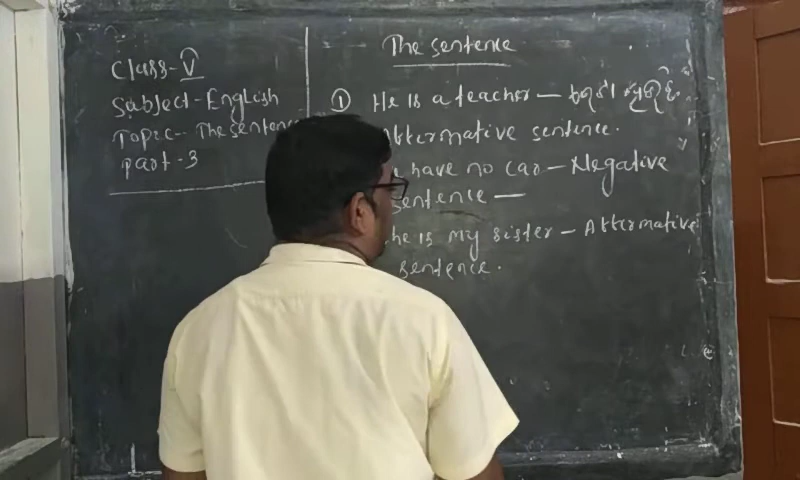 Class-V
Subject-English
Topic- The sentence
Part-3
The sentence
① He is a teacher —
Affirmative sentence.
have no car - Negative
sentence —
he is my sister - Affirmative
sentence.